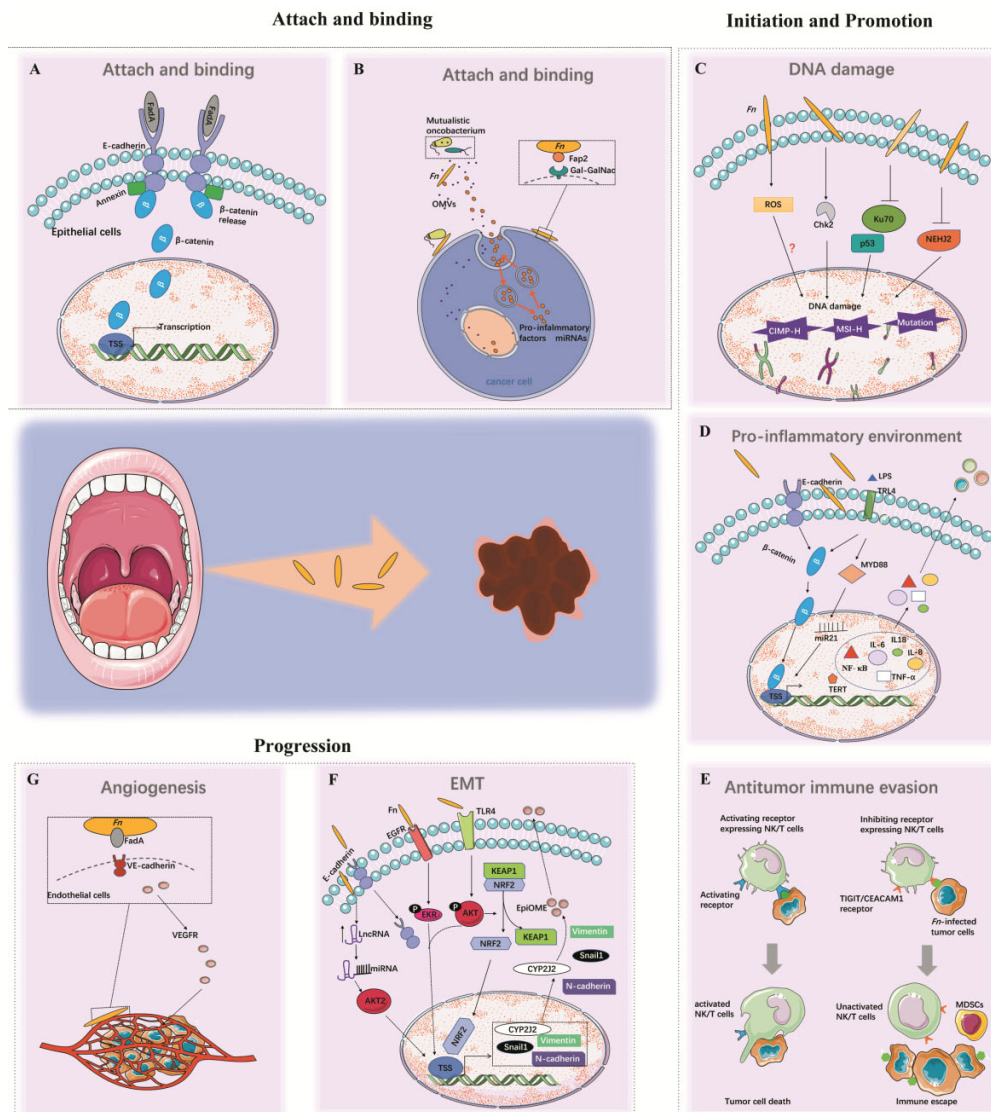 Attach and binding
Initiation and Promotion
A
Attach and binding
FadA
FadA
E-cadherin
Annexin
β
β
β-catenin
release
Epithelial cells
β
β-catenin
β
β
Transcription
TSS
B
Attach and binding
Mutualistic
oncobacterium
Fn
OMVs
Fn
Fap2
Gal-GalNac
Pro-infalmmatory
factors
miRNAs
cancer cell
C
DNA damage
Fn
ROS
Chk2
Ku70
p53
NEHJ2
?
DNA damage
CIMP-H
MSI-H
Mutation
D
Pro-inflammatory environment
E-cadherin
LPS
TRL4
β-catenin
β
MYD88
β
miR21
IL-6
IL1B
IL-8
NF-κB
TNF-α
TERT
β
TSS
Progression
G
Angiogenesis
Fn
FadA
VE-cadherin
Endothelial cells
VEGFR
F
EMT
Fn
EGFR
TLR4
E-cadherin
KEAP1
NRF2
P
EKR
P
AKT
EpiOME
LncRNA
NRF2
KEAP1
Vimentin
miRNA
Snail1
CYP2J2
AKT2
N-cadherin
NRF2
CYP2J2
Vimentin
Snail1
TSS
N-cadherin
E
Antitumor immune evasion
Activating receptor
expressing NK/T cells
Inhibiting receptor
expressing NK/T cells
Activating
receptor
TIGIT/CEACAM1
receptor
Fn-infected
tumor cells
activated
NK/T cells
Unactivated
NK/T cells
MDSCs
Tumor cell death
Immune escape